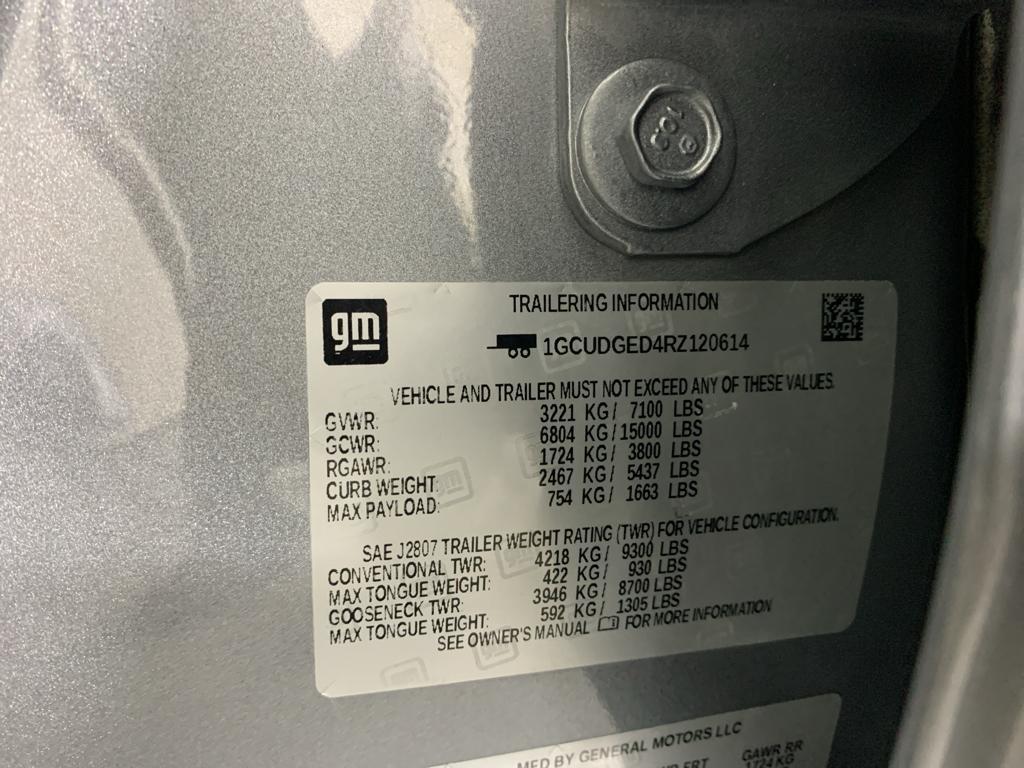 10.9
gm
TRAILERING INFORMATION
1GCUDGED4RZ120614
VEHICLE AND TRAILER MUST NOT EXCEED ANY OF THESE VALUES.
GVWR: 3221 KG/ 7100 LBS
GCWR: 6804 KG/15000 LBS
RGAWR: 1724 KG/ 3800 LBS
CURB WEIGHT: 2467 KG/ 5437 LBS
MAX PAYLOAD: 754 KG/ 1663 LBS
SAE J2807 TRAILER WEIGHT RATING (TWR) FOR VEHICLE CONFIGURATION.
CONVENTIONAL TWR: 4218 KG/ 9300 LBS
MAX TONGUE WEIGHT: 422 KG/ 930 LBS
GOOSENECK TWR: 3946 KG/ 8700 LBS
MAX TONGUE WEIGHT: 592 KG/ 1305 LBS
SEE OWNER'S MANUAL FOR MORE INFORMATION
MFD BY GENERAL MOTORS LLC
FRT GAWR RR
1724 KG